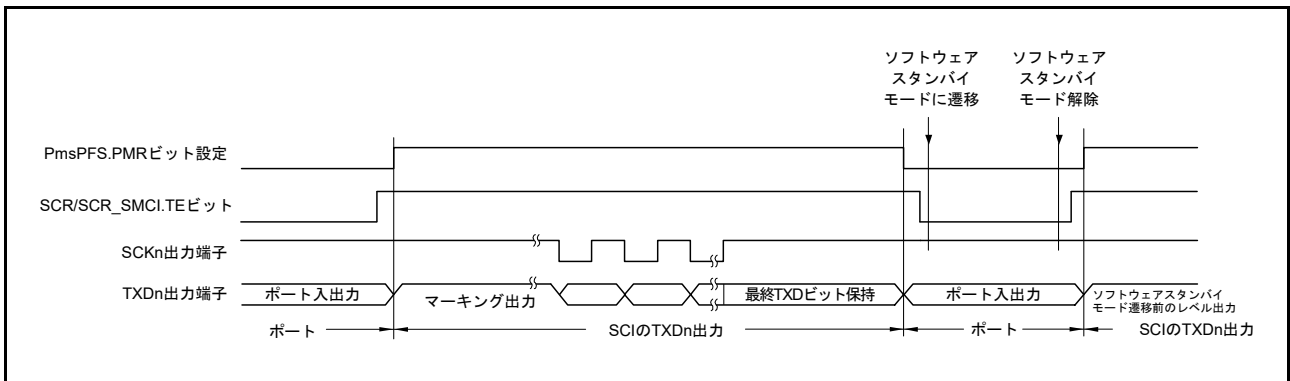 ソフトウェア
スタンバイ
モードに遷移
ソフトウェア
スタンバイ
モード解除
PmsPFS.PMRビット設定
SCR/SCR_SMCI.TEビット
SCKn出力端子
TXDn出力端子
ポート入出力
マーキング出力
最終TXDビット保持
ポート入出力
ソフトウェアスタンバイ
モード遷移前のレベル出力
ポート
SCIのTXDn出力
ポート
SCIのTXDn出力